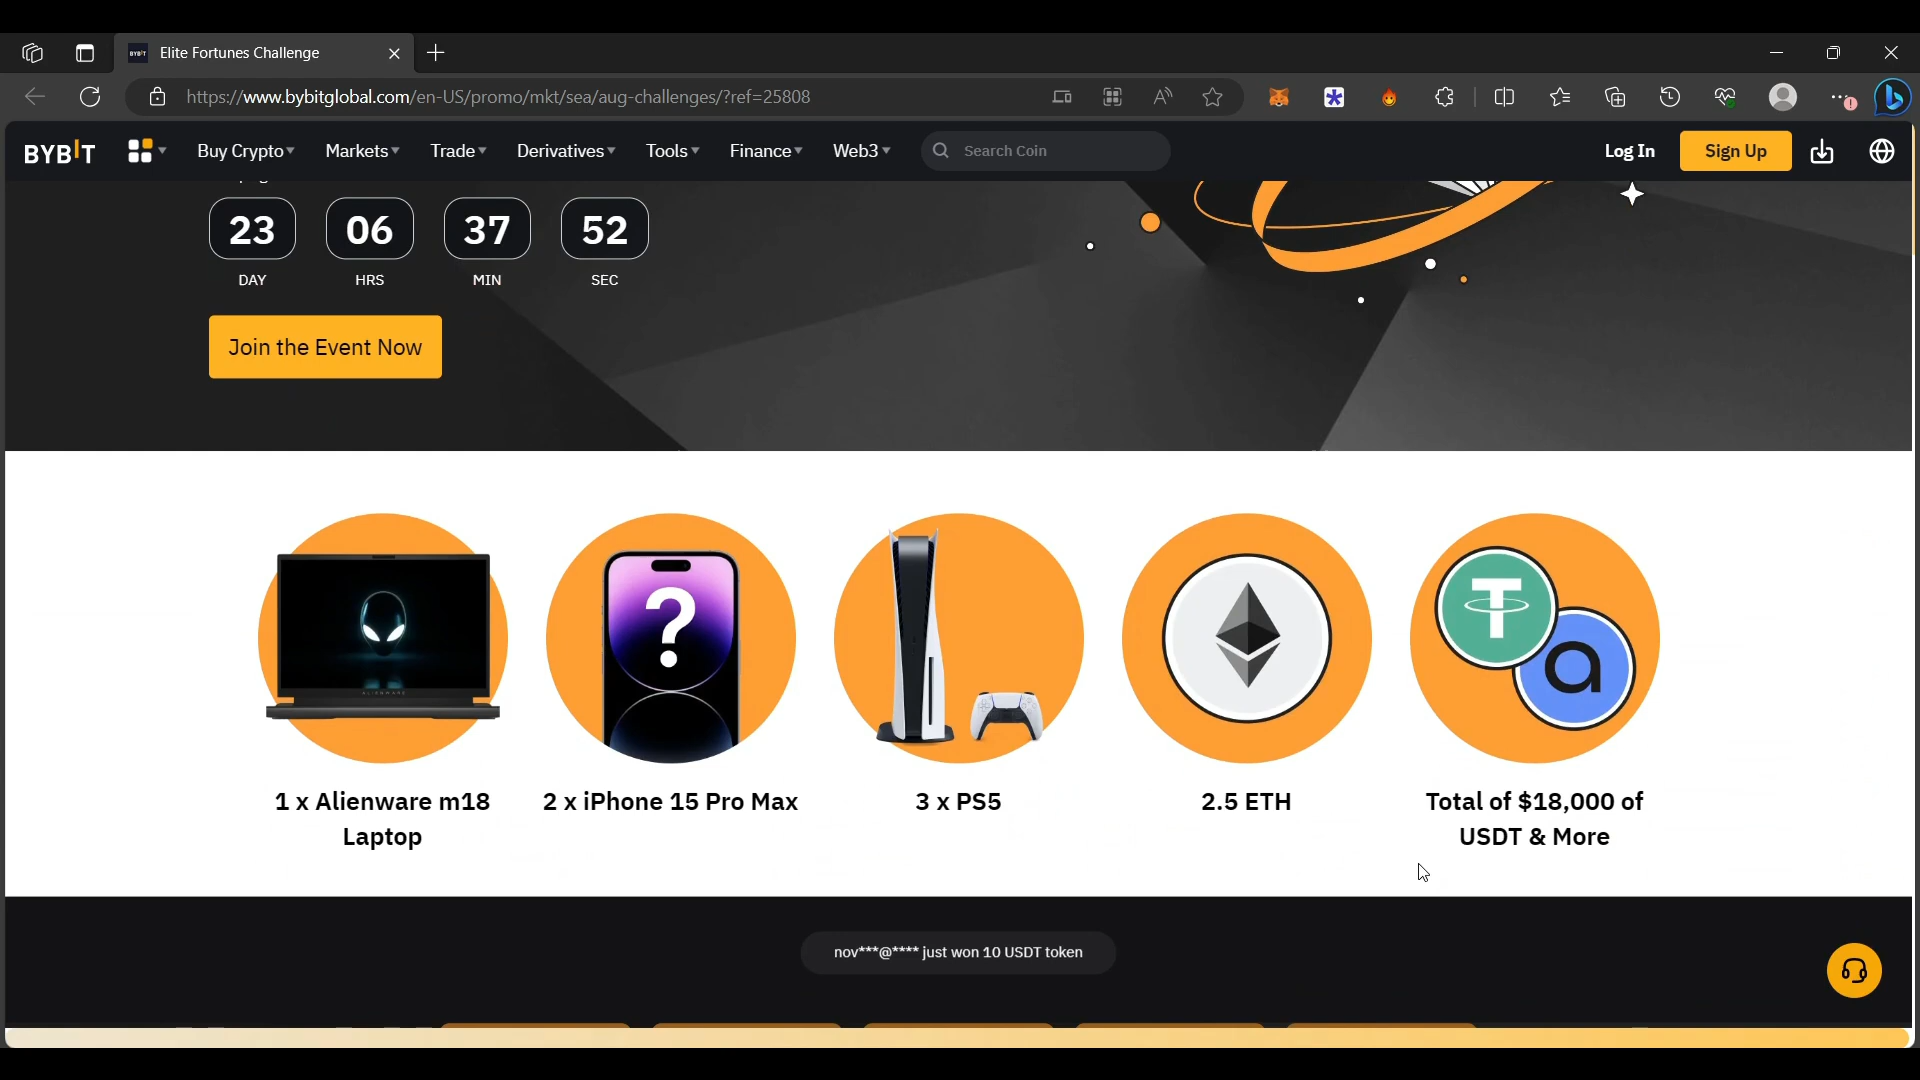 BYBIT
Elite Fortunes Challenge
https://www.bybitglobal.com/en-US/promo/mkt/sea/aug-challenges/?ref=25808
BYBIT
Buy Crypto
Markets
Trade
Derivatives
Tools
Finance
Web3
Search Coin
Log In
Sign Up
23
06
37
52
DAY
HRS
MIN
SEC
Join the Event Now
ALIENWARE
?
1 x Alienware m18
Laptop
2 x iPhone 15 Pro Max
3 x PS5
2.5 ETH
Total of $18,000 of
USDT & More
nov***@**** just won 10 USDT token